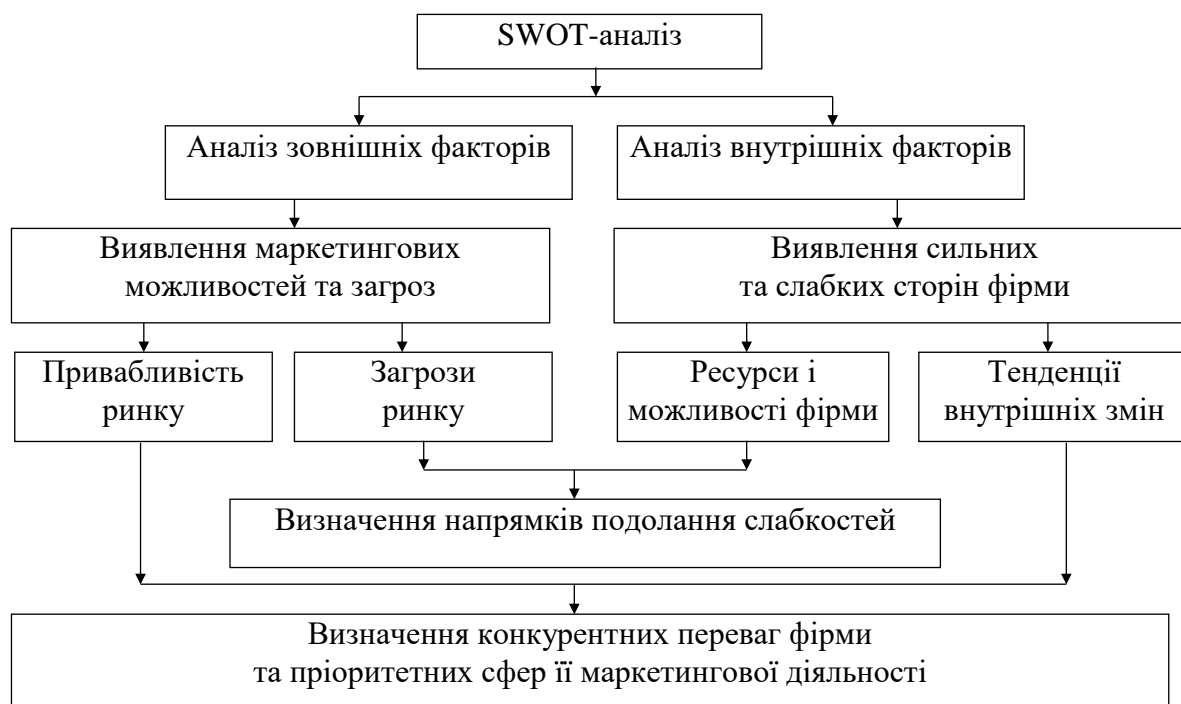 SWOT-аналіз
Аналіз зовнішніх факторів
Аналіз внутрішніх факторів
Виявлення маркетингових
можливостей та загроз
Виявлення сильних
та слабких сторін фірми
Привабливість
ринку
Загрози
ринку
Ресурси і
можливості фірми
Тенденції
внутрішніх змін
Визначення напрямків подолання слабкостей
Визначення конкурентних переваг фірми
та пріоритетних сфер її маркетингової діяльності